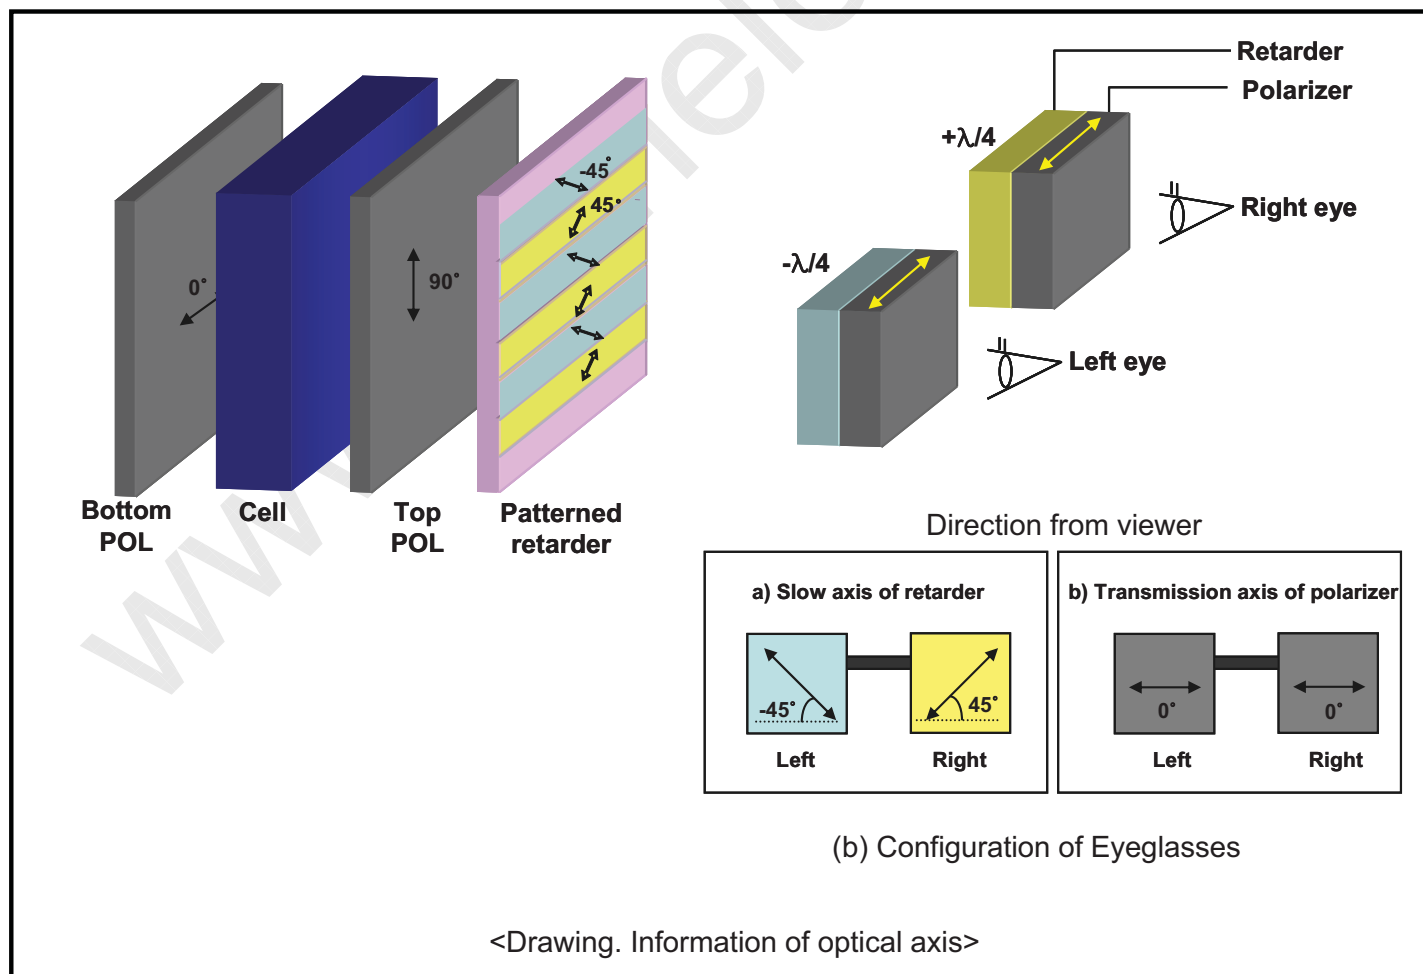 Retarder
Polarizer
+λ/4
-45°
45°
Right eye
0°
90°
-λ/4
Left eye
Bottom
POL
Cell
Top
POL
Patterned
retarder
Direction from viewer
a) Slow axis of retarder
-45°
45°
Left
Right
b) Transmission axis of polarizer
0°
0°
Left
Right
(b) Configuration of Eyeglasses
<Drawing. Information of optical axis>